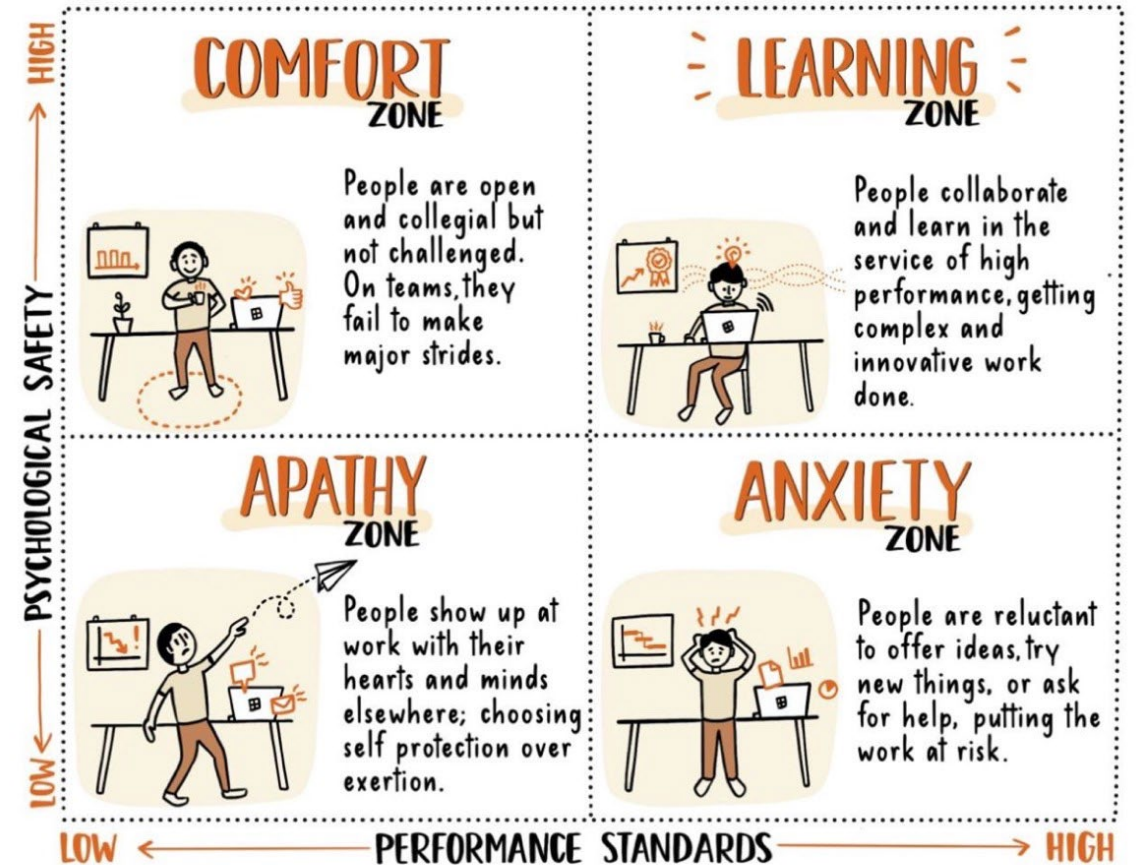 HIGH
PSYCHOLOGICAL SAFETY
LOW
COMFORT
ZONE
People are open
and collegial but
not challenged.
On teams, they
fail to make
major strides.
LEARNING
ZONE
People collaborate
and learn in the
service of high
performance, getting
complex and
innovative work
done.
APATHY
ZONE
People show up at
work with their
hearts and minds
elsewhere; choosing
self protection over
exertion.
ANXIETY
ZONE
People are reluctant
to offer ideas, try
new things, or ask
for help, putting the
work at risk.
LOW PERFORMANCE STANDARDS HIGH